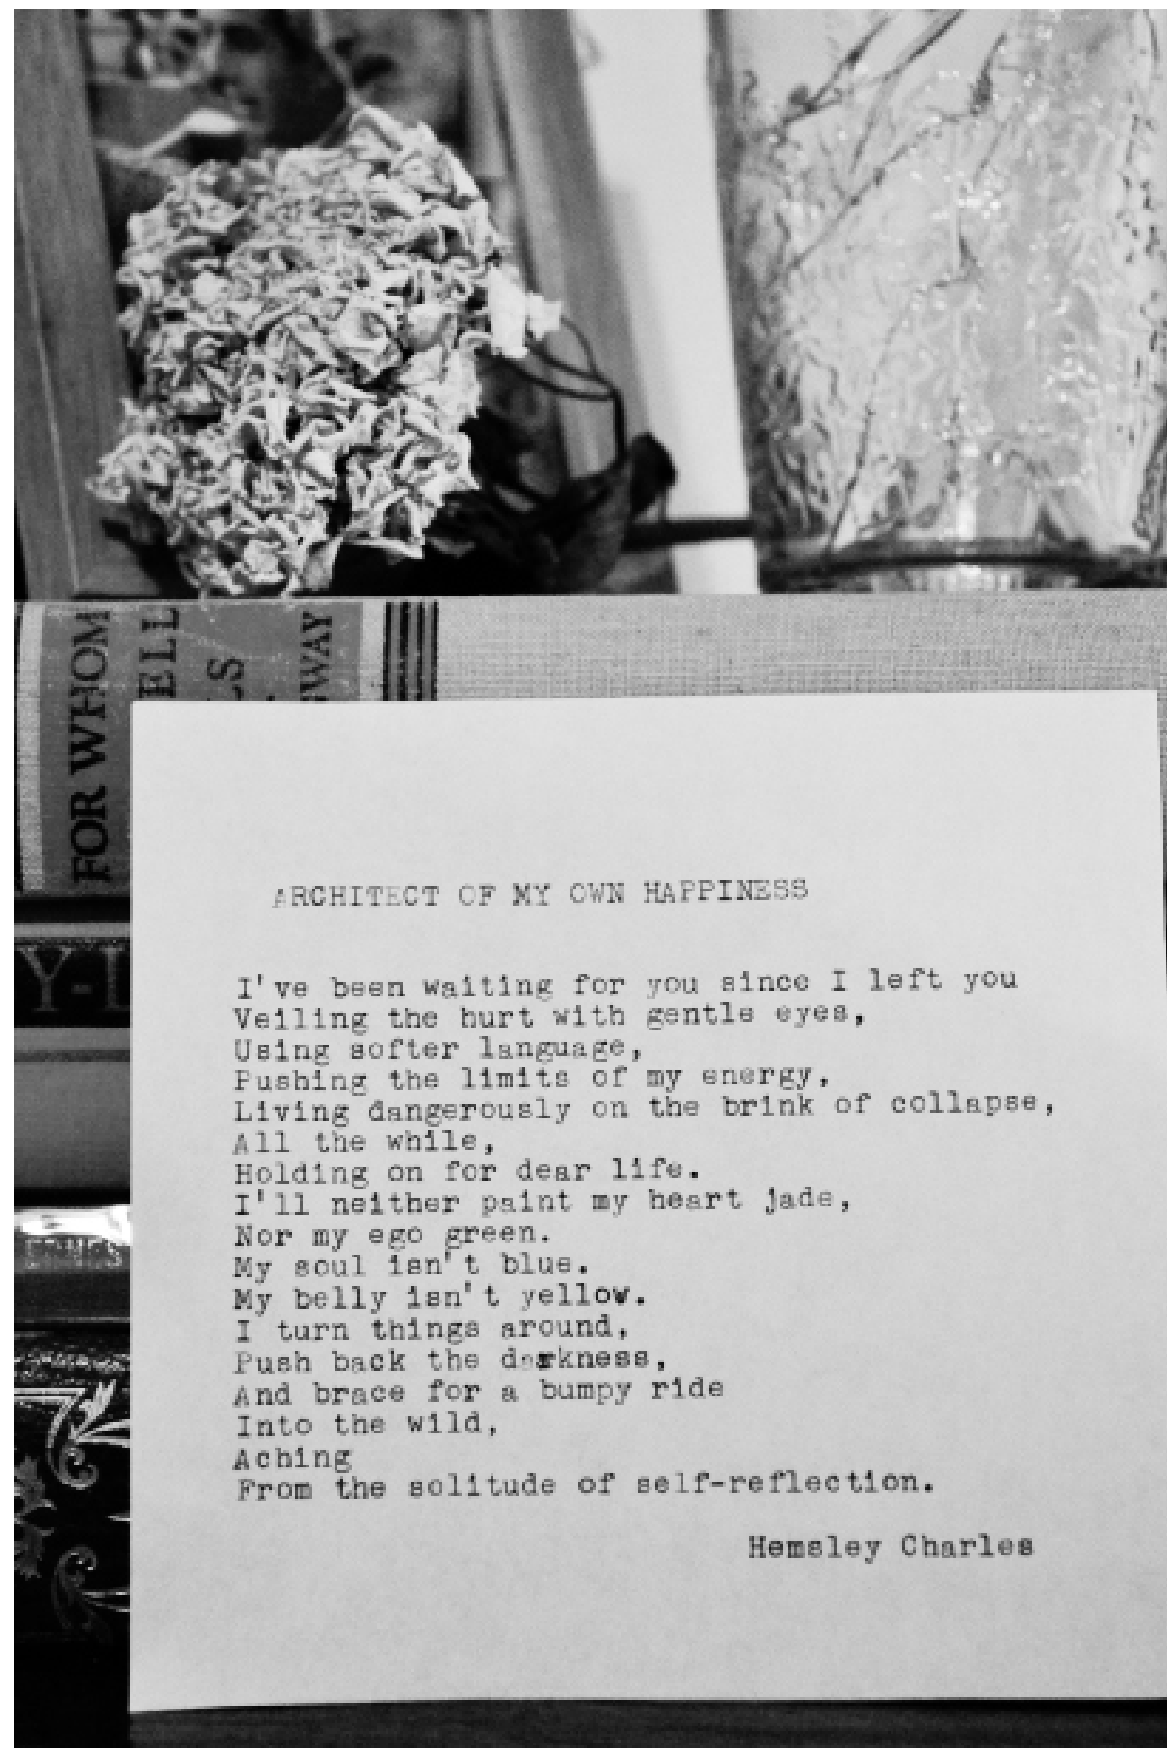 FOR WHOM
ELL
LS
GWAY
Y-L
ARCHITECT OF MY OWN HAPPINESS
I've been waiting for you since I left you
Veiling the hurt with gentle eyes,
Using softer language,
Pushing the limits of my energy,
Living dangerously on the brink of collapse,
All the while,
Holding on for dear life.
I'll neither paint my heart jade,
Nor my ego green.
My soul isn't blue.
My belly isn't yellow.
I turn things around,
Push back the darkness,
And brace for a bumpy ride
Into the wild,
Aching
From the solitude of self-reflection.
Hemsley Charles